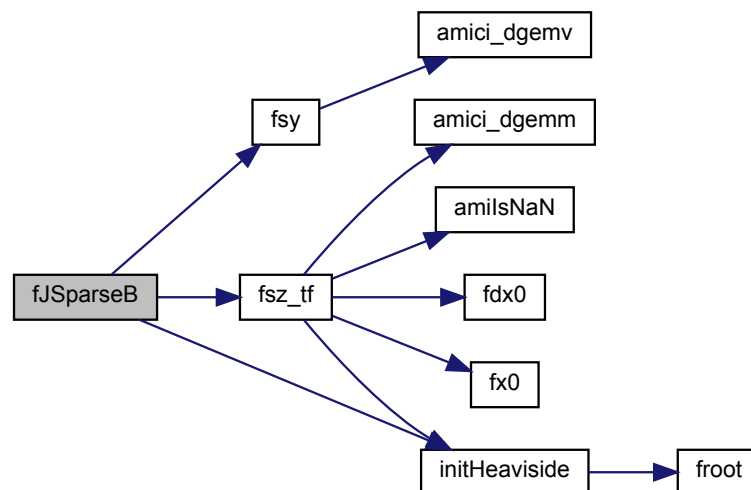 amici_dgemv
fsy
amici_dgemm
amiIsNaN
fJSparseB
fsz_tf
fdx0
fx0
initHeaviside
froot